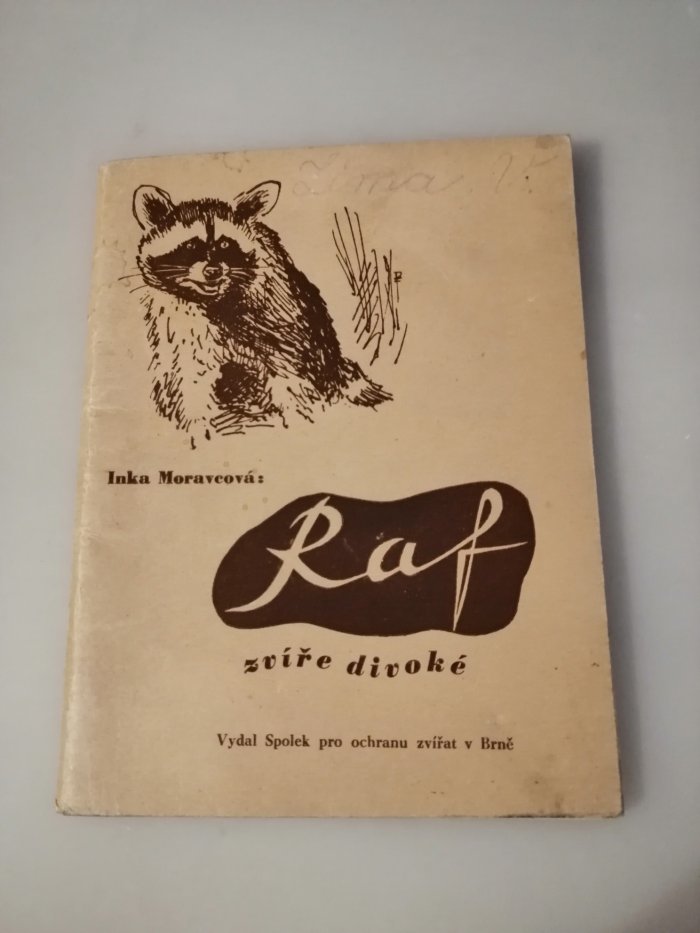 Zima
Inka Moravcová:
Raf
zvíře divoké
Vydal Spolek pro ochranu zvířat v Brně